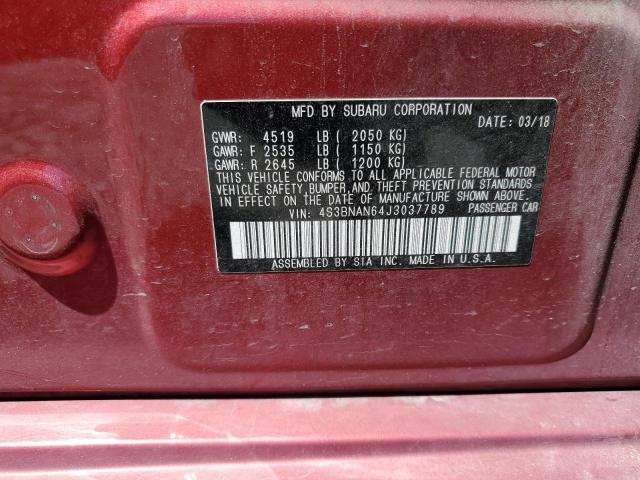 MFD BY SUBARU CORPORATION
DATE: 03/18
GVWR: 4519 LB ( 2050 KG)
GAWR: F 2535 LB ( 1150 KG)
GAWR: R 2645 LB ( 1200 KG)
THIS VEHICLE CONFORMS TO ALL APPLICABLE FEDERAL MOTOR
VEHICLE SAFETY, BUMPER, AND THEFT PREVENTION STANDARDS
IN EFFECT ON THE DATE OF MANUFACTURE SHOWN ABOVE.
VIN: 4S3BNAN64J3037789 PASSENGER CAR
ASSEMBLED BY SIA INC. MADE IN U.S.A.